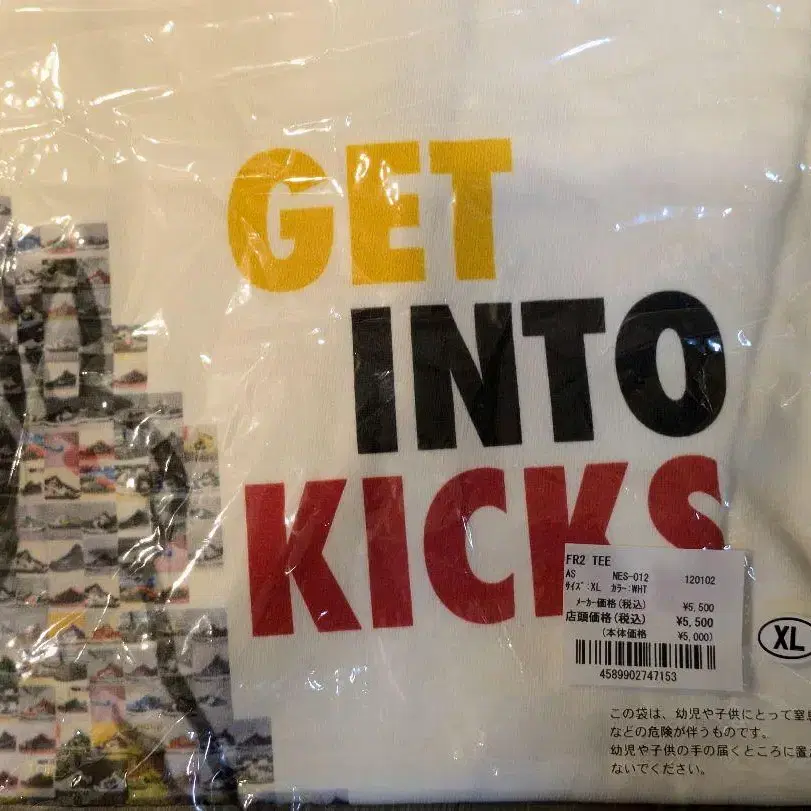 GET
INTO
KICKS
FR2 TEE
AS NES-012 120102
ｻｲｽﾞ:XL ｶﾗｰ:WHT
ﾒｰｶｰ価格(税込) ¥5,500
店頭価格(税込) ¥5,500
(本体価格 ¥5,000)
4589902747153
XL
この袋は、幼児や子供にとって窒息
などの危険が伴うものです。
幼児や子供の手の届くところに置か
ないでください。